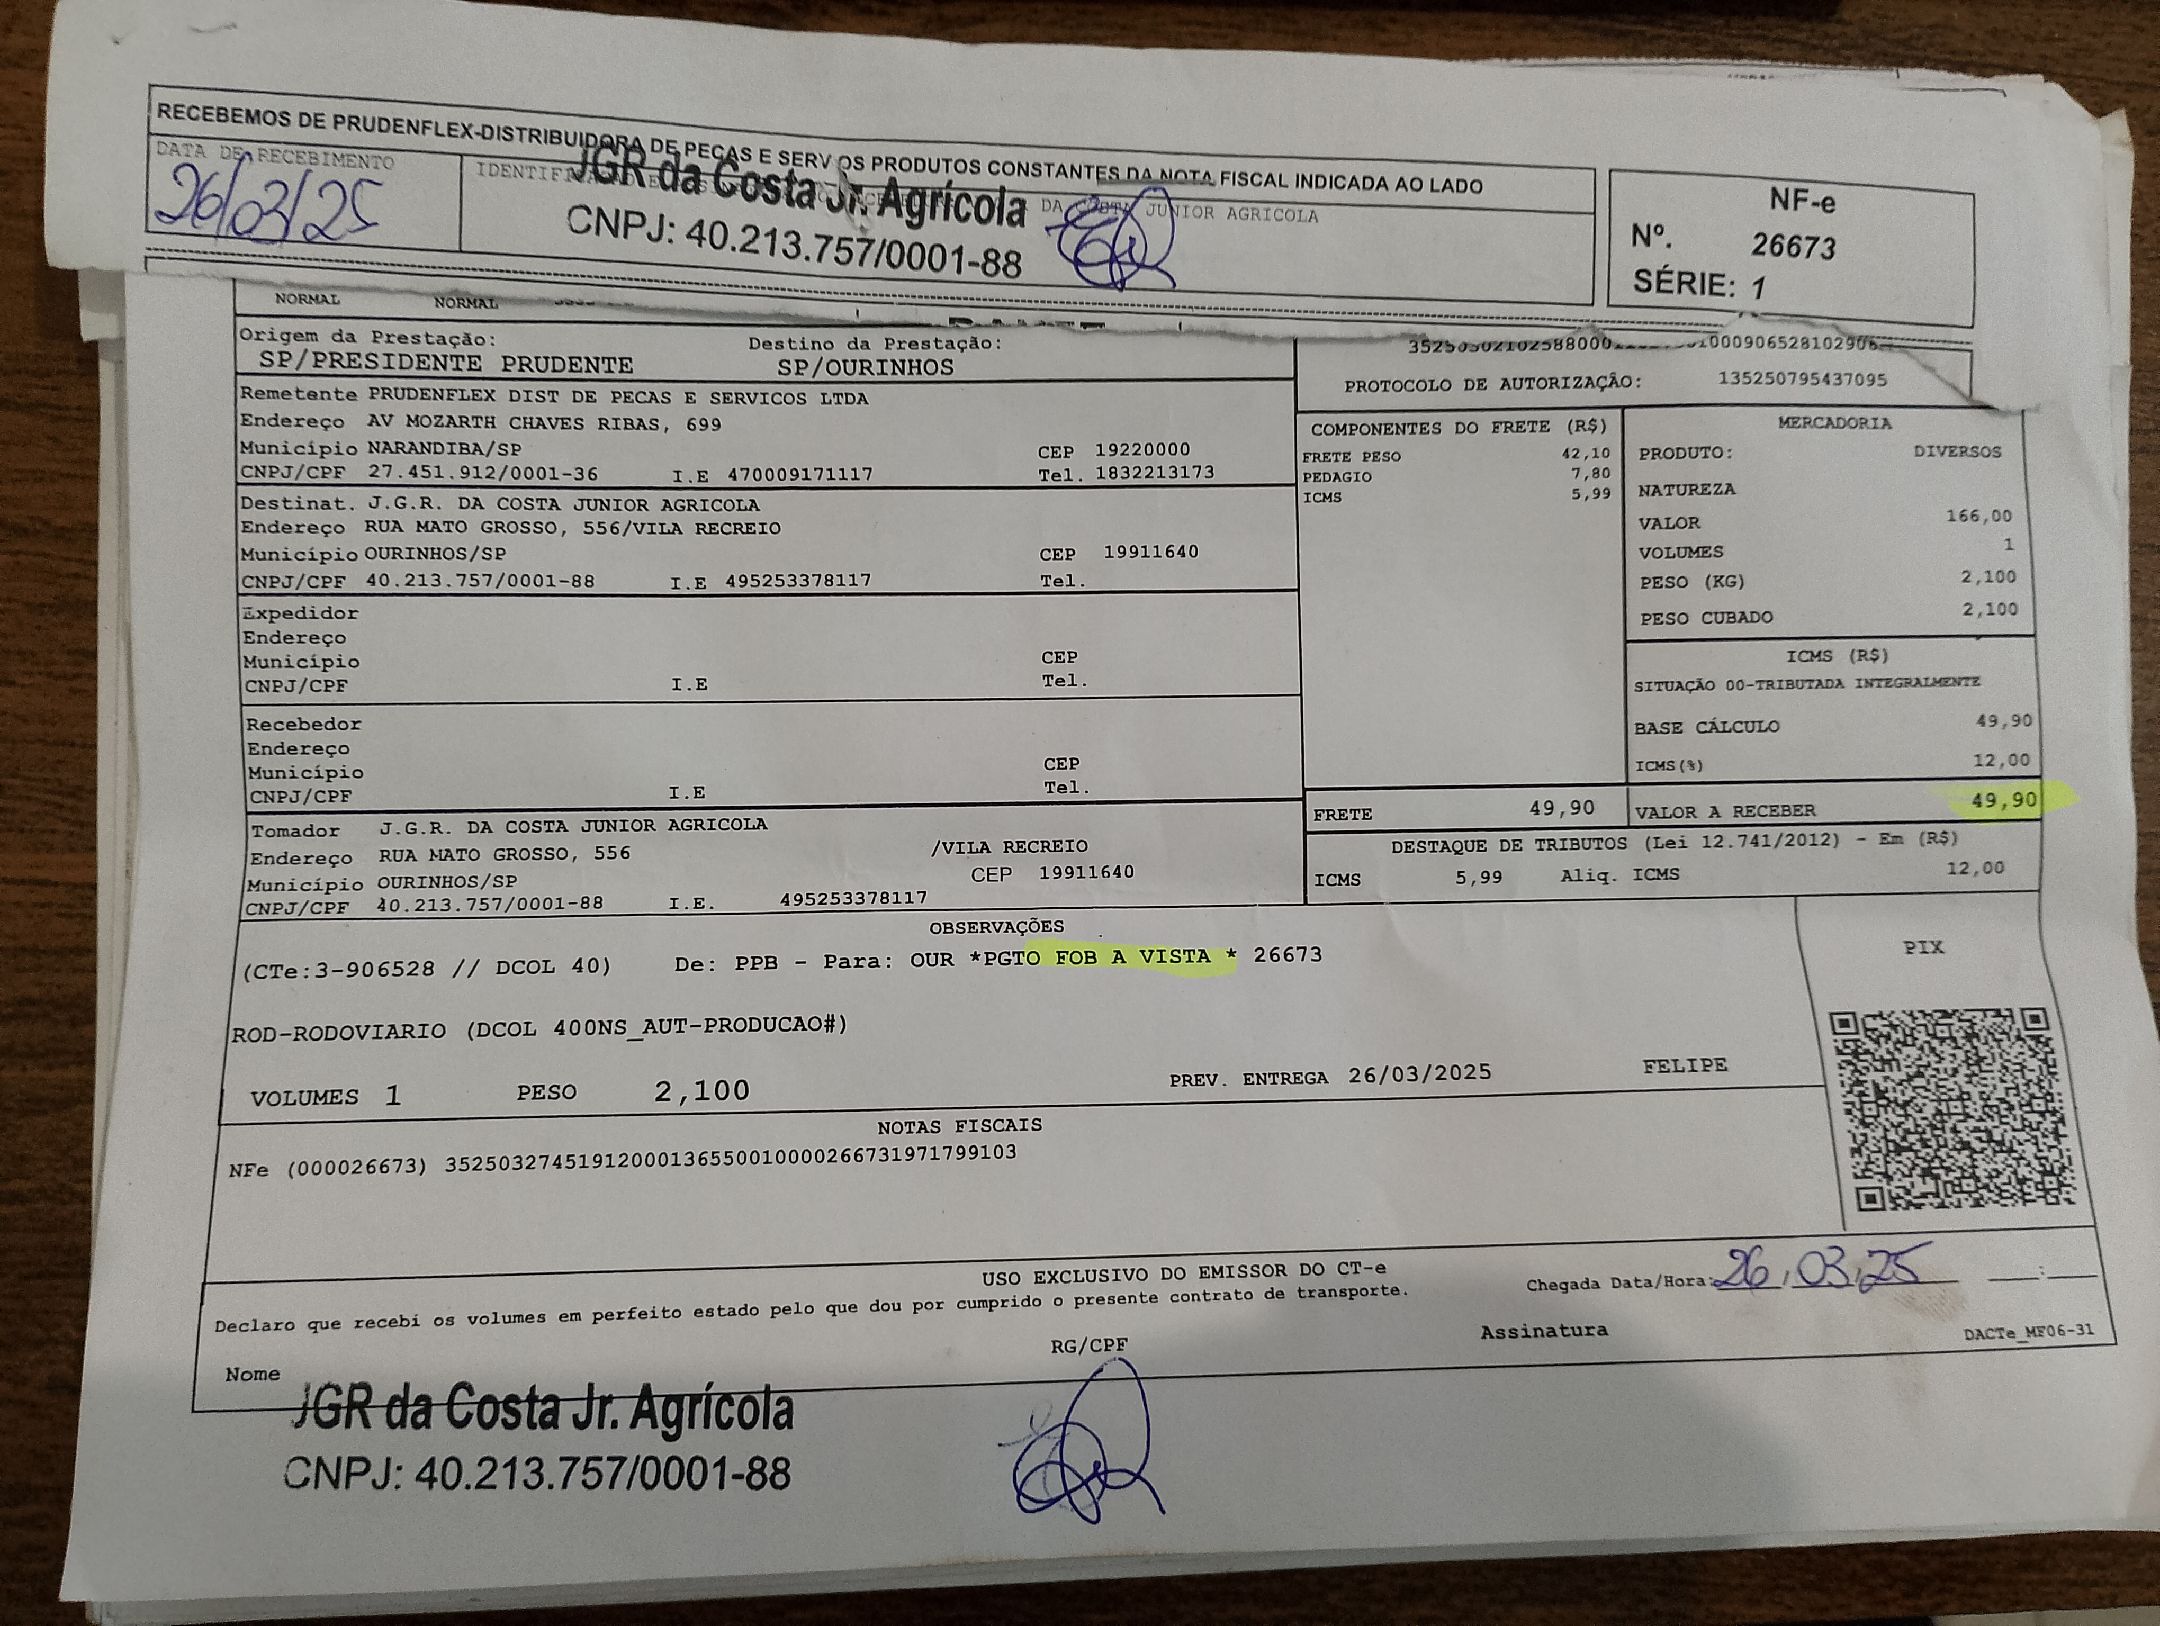 RECEBEMOS DE PRUDENFLEX-DISTRIBUIDORA DE PEÇAS E SERV OS PRODUTOS CONSTANTES DA NOTA FISCAL INDICADA AO LADO
DATA DE RECEBIMENTO
26/03/25
JGR da Costa Jr. Agrícola
DA COSTA JUNIOR AGRICOLA
CNPJ: 40.213.757/0001-88
NF-e
Nº. 26673
SÉRIE: 1
NORMAL NORMAL
Origem da Prestação: Destino da Prestação:
SP/PRESIDENTE PRUDENTE SP/OURINHOS
PROTOCOLO DE AUTORIZAÇÃO: 135250795437095
Remetente PRUDENFLEX DIST DE PECAS E SERVICOS LTDA
Endereço AV MOZARTH CHAVES RIBAS, 699
Município NARANDIBA/SP CEP 19220000
CNPJ/CPF 27.451.912/0001-36 I.E 470009171117 Tel. 1832213173
Destinat. J.G.R. DA COSTA JUNIOR AGRICOLA
Endereço RUA MATO GROSSO, 556/VILA RECREIO
Município OURINHOS/SP CEP 19911640
CNPJ/CPF 40.213.757/0001-88 I.E 495253378117 Tel.
Expedidor
Endereço
Município CEP
CNPJ/CPF I.E Tel.
Recebedor
Endereço
Município CEP
CNPJ/CPF I.E Tel.
Tomador J.G.R. DA COSTA JUNIOR AGRICOLA
Endereço RUA MATO GROSSO, 556 /VILA RECREIO
Município OURINHOS/SP CEP 19911640
CNPJ/CPF 40.213.757/0001-88 I.E. 495253378117
COMPONENTES DO FRETE (R$)
FRETE PESO 42,10
PEDAGIO 7,80
ICMS 5,99
MERCADORIA
PRODUTO: DIVERSOS
NATUREZA
VALOR 166,00
VOLUMES 1
PESO (KG) 2,100
PESO CUBADO 2,100
ICMS (R$)
SITUAÇÃO 00-TRIBUTADA INTEGRALMENTE
BASE CÁLCULO 49,90
ICMS(%) 12,00
FRETE 49,90 VALOR A RECEBER 49,90
DESTAQUE DE TRIBUTOS (Lei 12.741/2012) - Em (R$)
ICMS 5,99 Aliq. ICMS 12,00
OBSERVAÇÕES
(CTe:3-906528 // DCOL 40) De: PPB - Para: OUR *PGTO FOB A VISTA * 26673
ROD-RODOVIARIO (DCOL 400NS_AUT-PRODUCAO#)
VOLUMES 1 PESO 2,100 PREV. ENTREGA 26/03/2025 FELIPE
PIX
NOTAS FISCAIS
NFe (000026673) 35250327451912000136550010000266731971799103
USO EXCLUSIVO DO EMISSOR DO CT-e
Declaro que recebi os volumes em perfeito estado pelo que dou por cumprido o presente contrato de transporte.
Chegada Data/Hora: 26/03/25 __:__
Nome RG/CPF Assinatura DACTe_MF06-31
JGR da Costa Jr. Agrícola
CNPJ: 40.213.757/0001-88